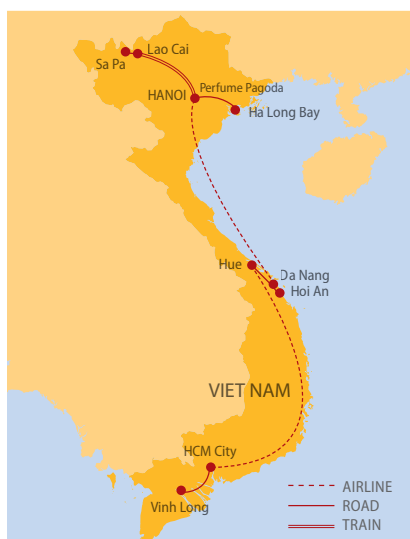 Lao Cai
Sa Pa
HANOI
Perfume Pagoda
Ha Long Bay
Hue
Da Nang
Hoi An
VIET NAM
HCM City
Vinh Long
AIRLINE
ROAD
TRAIN